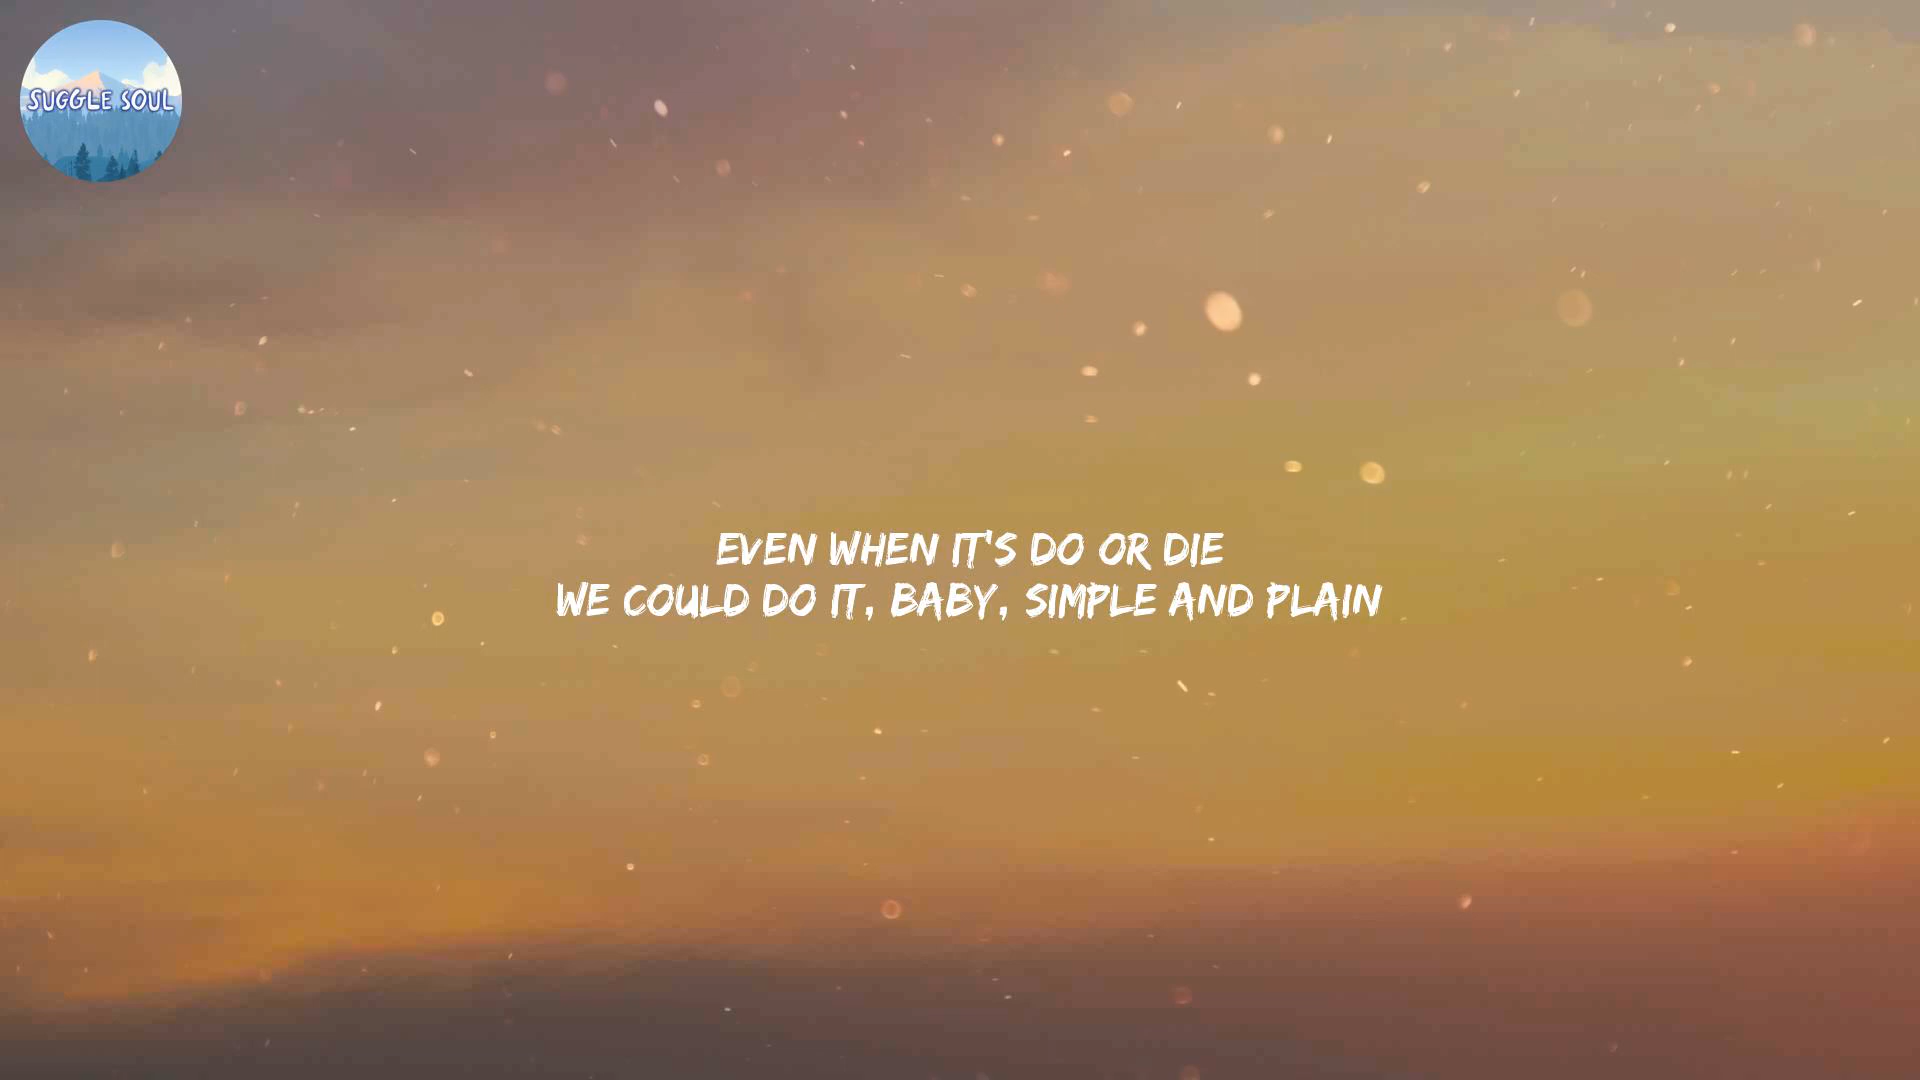 SUGGLE SOUL
EVEN WHEN IT'S DO OR DIE
WE COULD DO IT, BABY, SIMPLE AND PLAIN